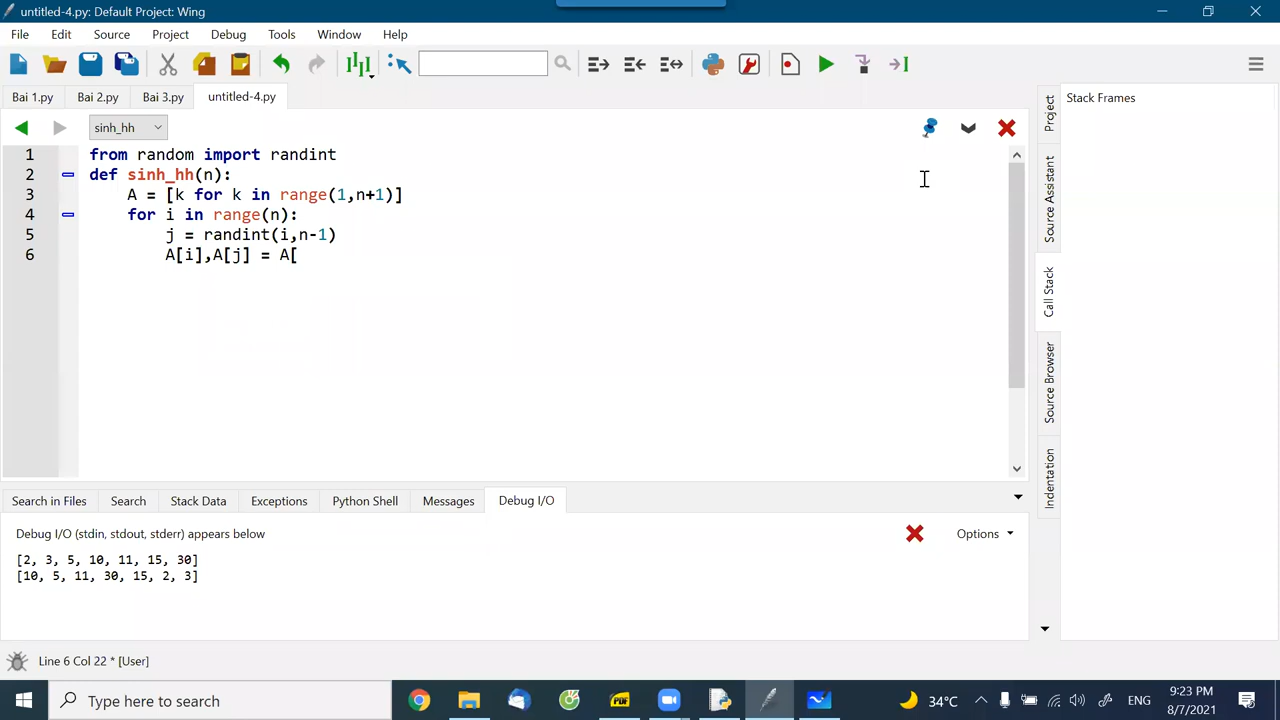 untitled-4.py: Default Project: Wing
File Edit Source Project Debug Tools Window Help
Bai 1.py Bai 2.py Bai 3.py untitled-4.py
sinh_hh
1 from random import randint
2 def sinh_hh(n):
3 A = [k for k in range(1,n+1)]
4 for i in range(n):
5 j = randint(i,n-1)
6 A[i],A[j] = A[
Project
Source Assistant
Call Stack
Source Browser
Indentation
Stack Frames
Search in Files Search Stack Data Exceptions Python Shell Messages Debug I/O
Debug I/O (stdin, stdout, stderr) appears below
Options
[2, 3, 5, 10, 11, 15, 30]
[10, 5, 11, 30, 15, 2, 3]
Line 6 Col 22 * [User]
Type here to search
PDF
34°C
ENG
9:23 PM
8/7/2021